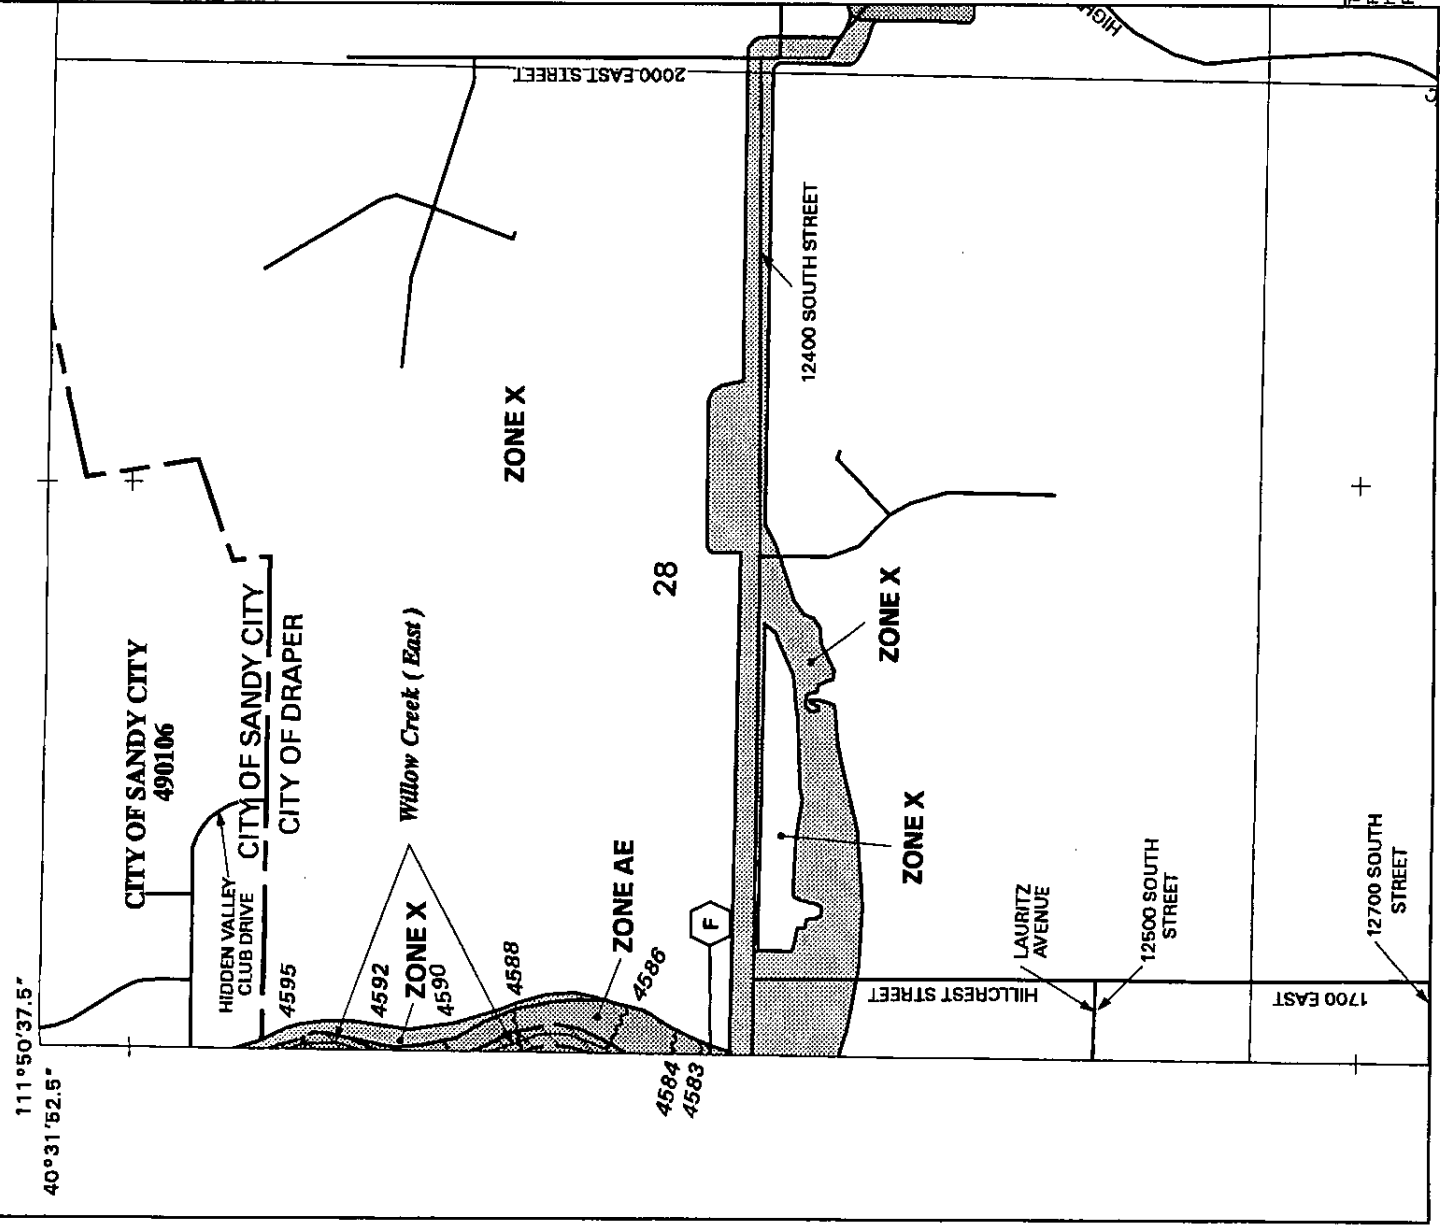 111°50'37.5"
40°31'52.5"
CITY OF SANDY CITY
490106
HIDDEN VALLEY
CLUB DRIVE
CITY OF SANDY CITY
CITY OF DRAPER
2000 EAST STREET
4595
4592
ZONE X
4590
Willow Creek ( East )
4588
ZONE AE
4586
4584
4583
ZONE X
28
F
12400 SOUTH STREET
ZONE X
ZONE X
HILLCREST STREET
LAURITZ
AVENUE
12500 SOUTH
STREET
1700 EAST
12700 SOUTH
STREET